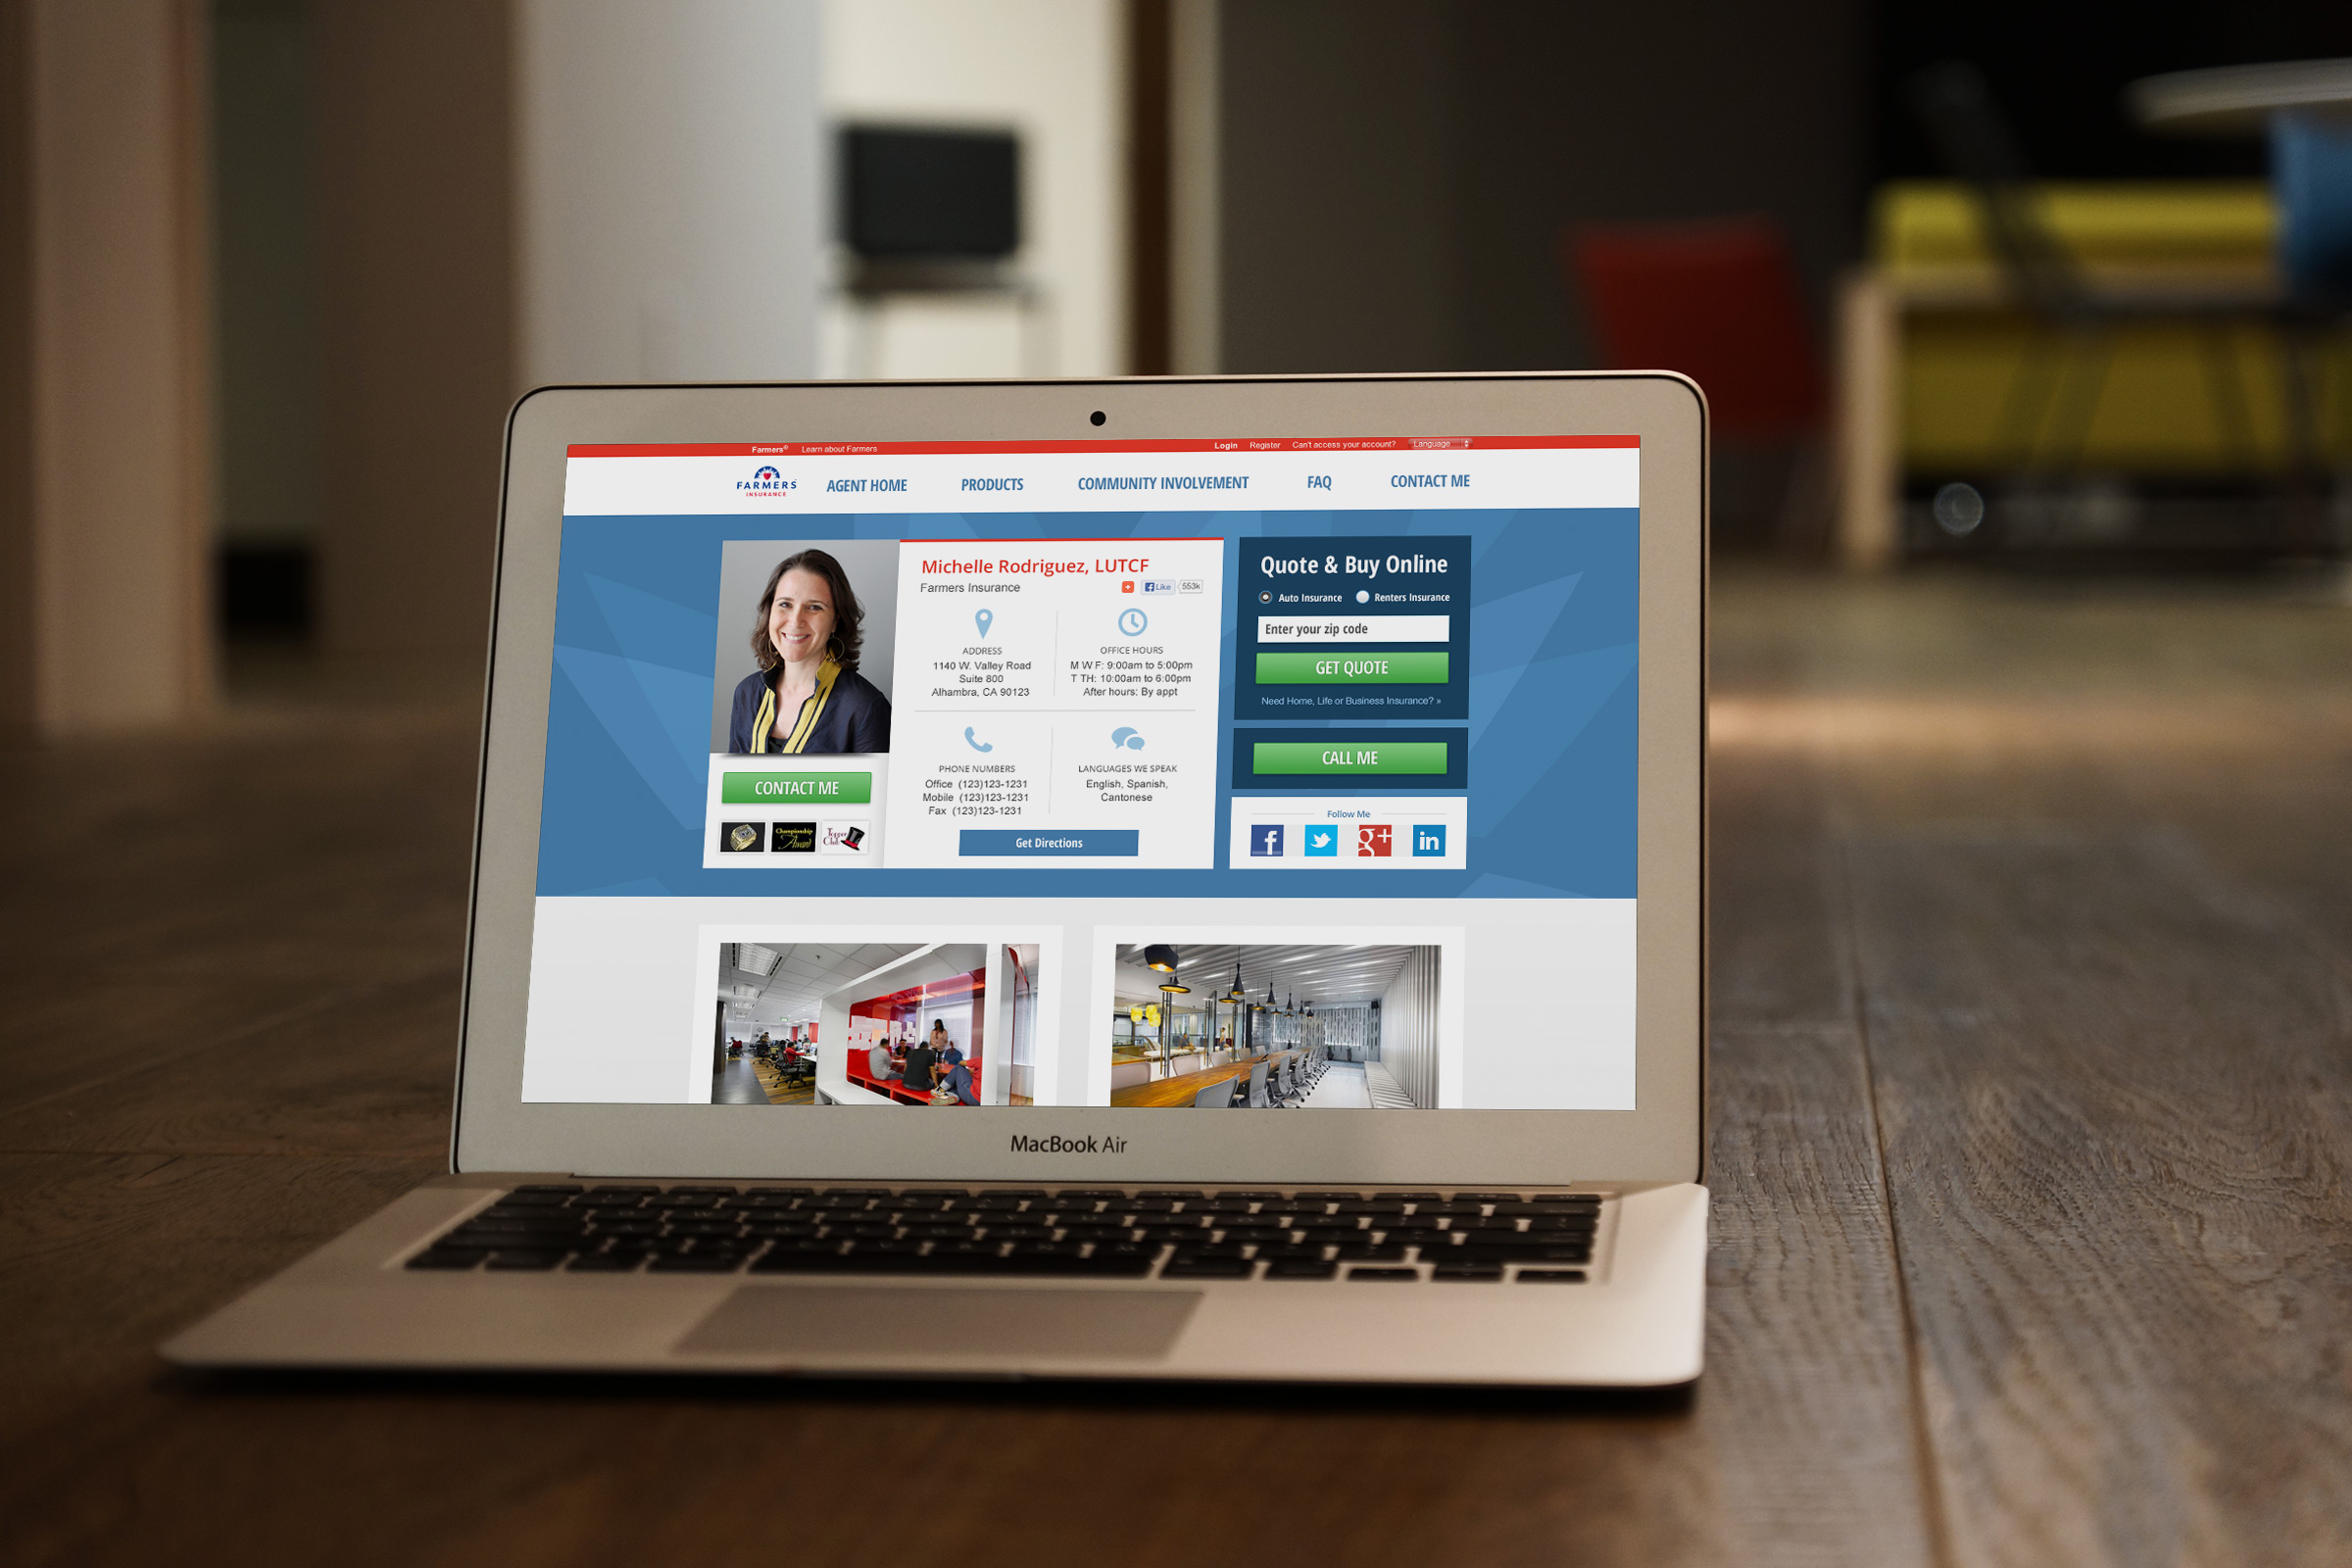 Farmers® Learn about Farmers Login Register Can't access your account? Language
FARMERS
INSURANCE
AGENT HOME PRODUCTS COMMUNITY INVOLVEMENT FAQ CONTACT ME
Michelle Rodriguez, LUTCF
Farmers Insurance
+ Like 553k
ADDRESS
1140 W. Valley Road
Suite 800
Alhambra, CA 90123
OFFICE HOURS
M W F: 9:00am to 5:00pm
T TH: 10:00am to 6:00pm
After hours: By appt
PHONE NUMBERS
Office (123)123-1231
Mobile (123)123-1231
Fax (123)123-1231
LANGUAGES WE SPEAK
English, Spanish,
Cantonese
Get Directions
CONTACT ME
Championship
Award
Topper
Club
Quote & Buy Online
Auto Insurance Renters Insurance
Enter your zip code
GET QUOTE
Need Home, Life or Business Insurance? »
CALL ME
Follow Me
f g+ in
MacBook Air